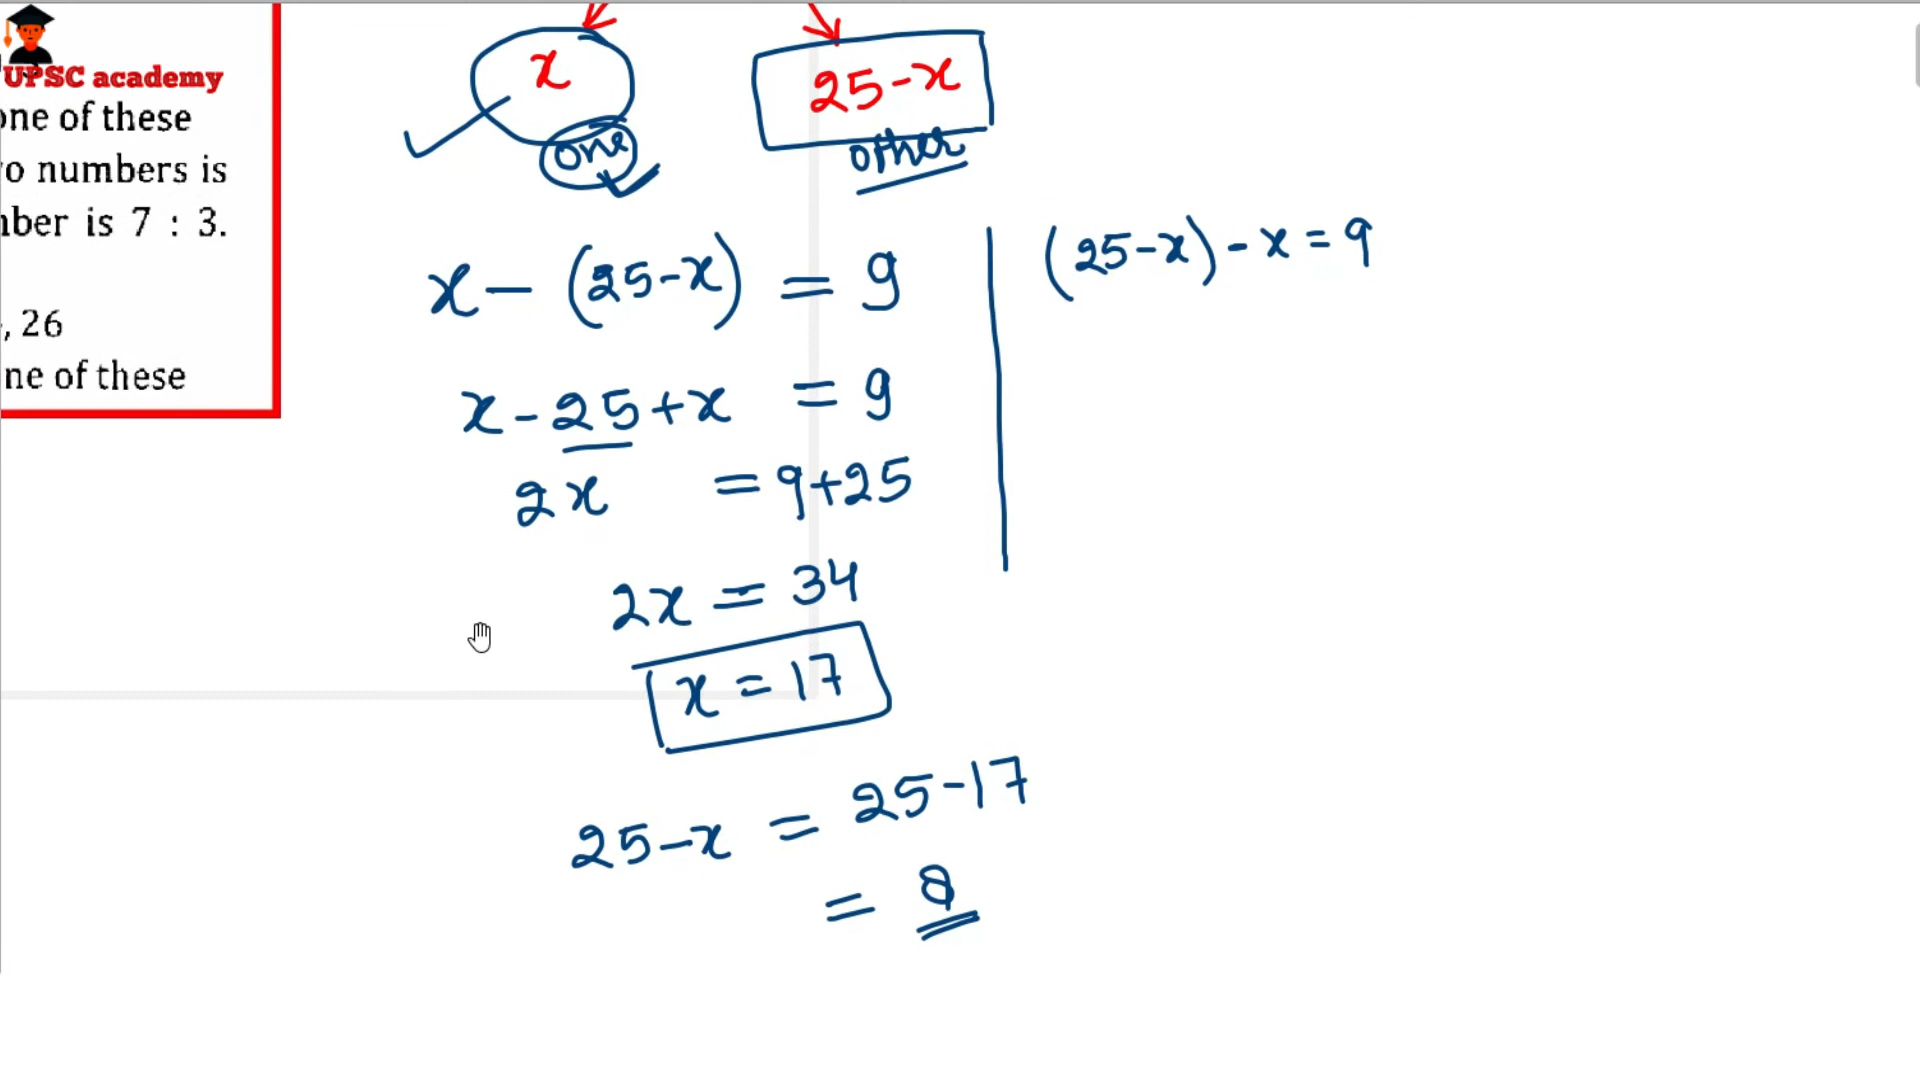 UPSC academy
one of these
o numbers is
ber is 7 : 3.
, 26
ne of these
x
25-x
one
other
x - (25-x) = 9
x - 25 + x = 9
2x = 9+25
2x = 34
x = 17
25-x = 25-17
= 8
(25-x) - x = 9